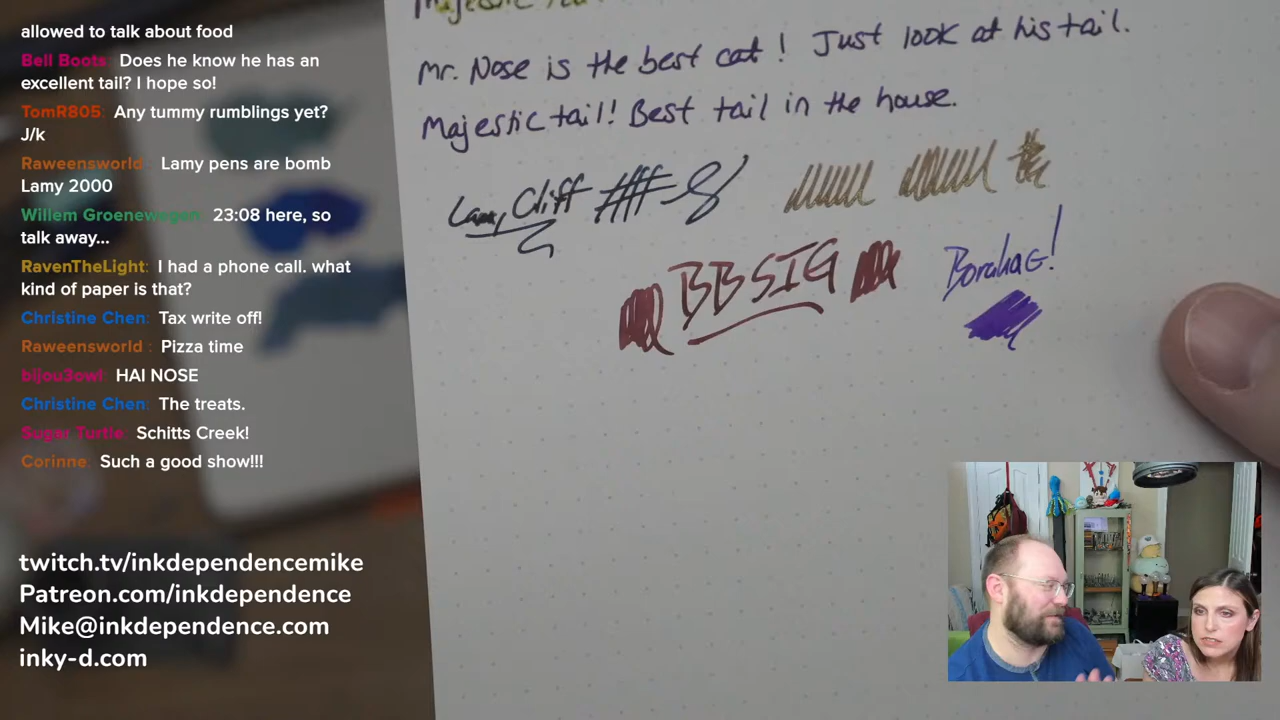 allowed to talk about food
Bell Boots: Does he know he has an
excellent tail? I hope so!
TomR805: Any tummy rumblings yet?
J/k
Raweensworld: Lamy pens are bomb
Lamy 2000
Willem Groenewegen: 23:08 here, so
talk away...
RavenTheLight: I had a phone call. what
kind of paper is that?
Christine Chen: Tax write off!
Raweensworld : Pizza time
bijou3owl: HAI NOSE
Christine Chen: The treats.
Sugar Turtle: Schitts Creek!
Corinne: Such a good show!!!
twitch.tv/inkdependencemike
Patreon.com/inkdependence
Mike@inkdependence.com
inky-d.com
Majestic
Mr. Nose is the best cat! Just look at his tail.
Majestic tail! Best tail in the house.
Lamy Cliff
BBSIG
Borahae!